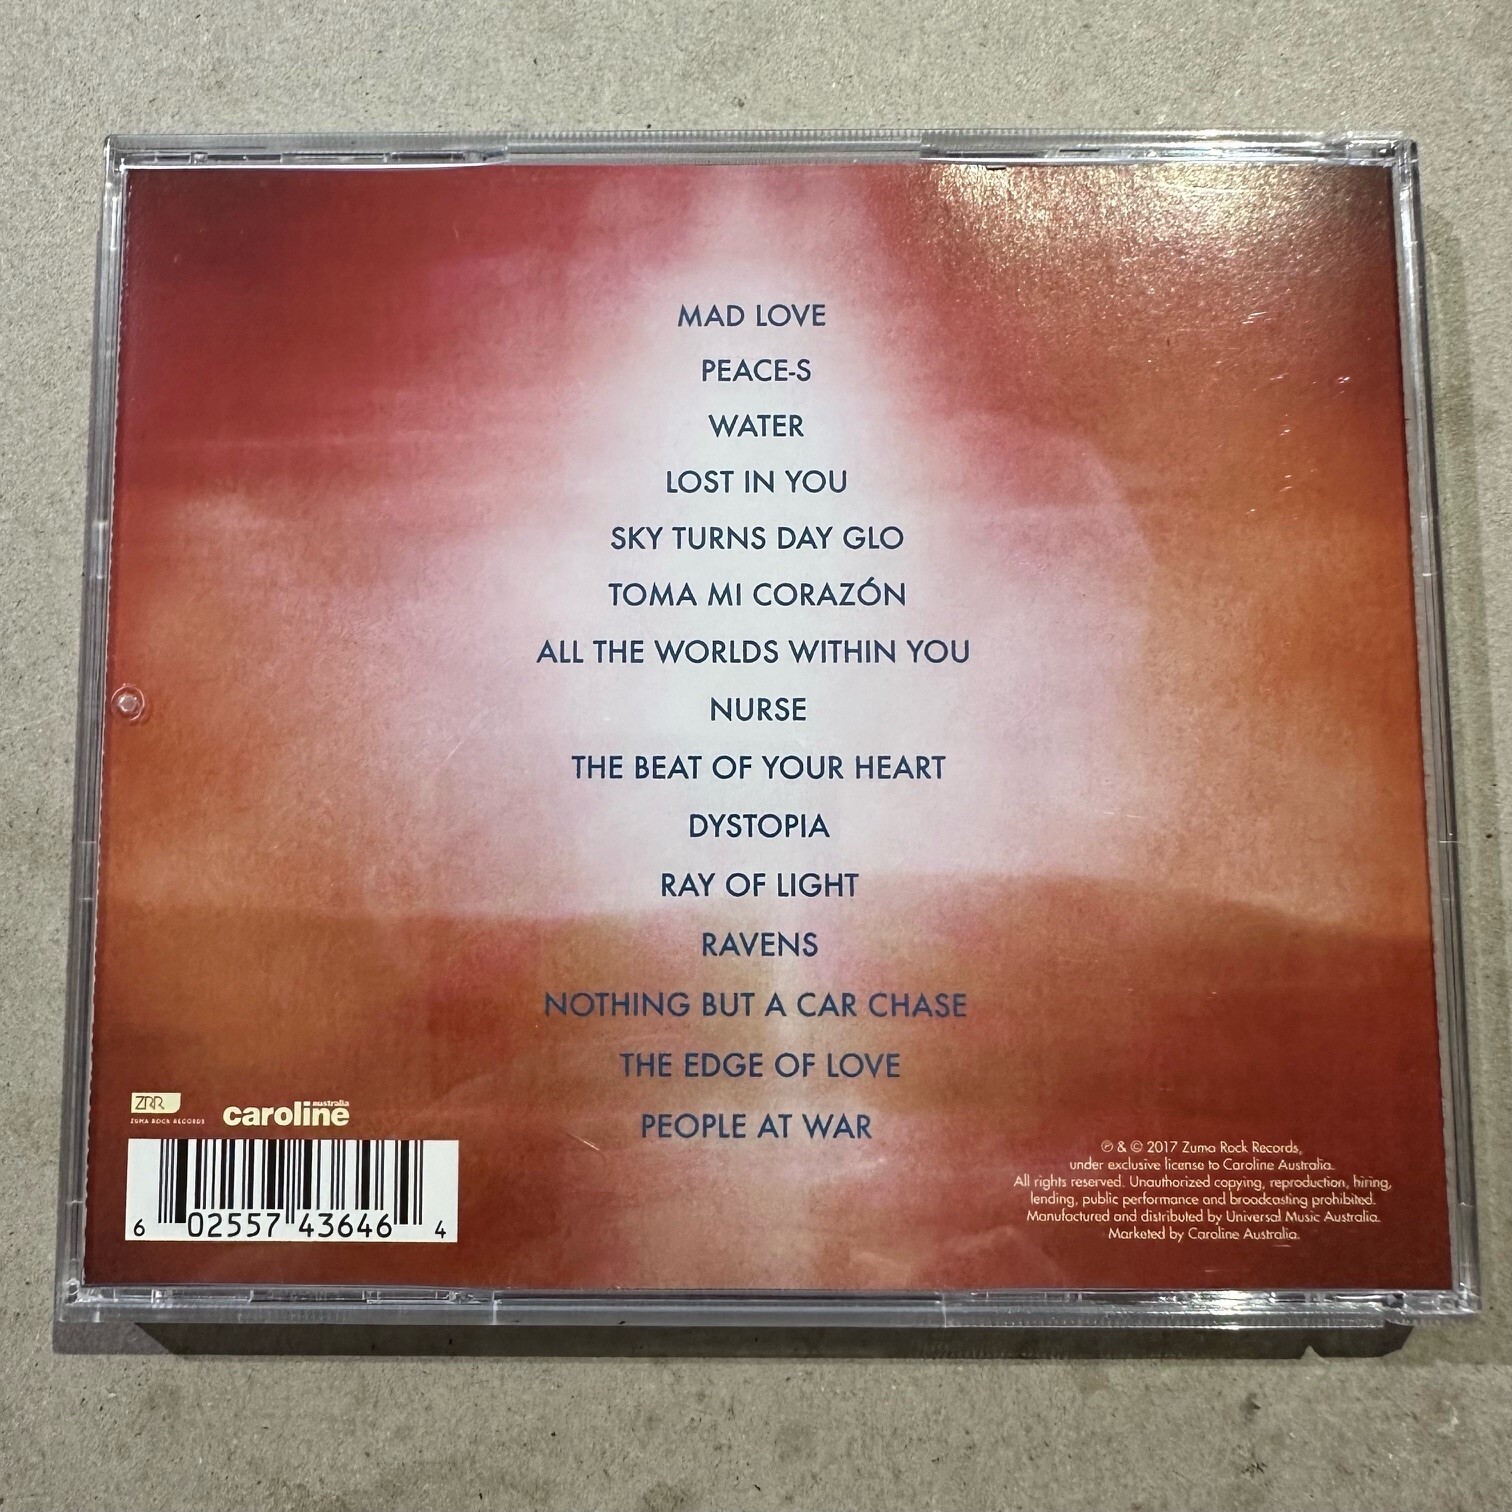 MAD LOVE
PEACE-S
WATER
LOST IN YOU
SKY TURNS DAY GLO
TOMA MI CORAZÓN
ALL THE WORLDS WITHIN YOU
NURSE
THE BEAT OF YOUR HEART
DYSTOPIA
RAY OF LIGHT
RAVENS
NOTHING BUT A CAR CHASE
THE EDGE OF LOVE
PEOPLE AT WAR
ZRR
ZUMA ROCK RECORDS
caroline australia
6 02557 43646 4
℗ & © 2017 Zuma Rock Records,
under exclusive license to Caroline Australia.
All rights reserved. Unauthorized copying, reproduction, hiring,
lending, public performance and broadcasting prohibited.
Manufactured and distributed by Universal Music Australia.
Marketed by Caroline Australia.